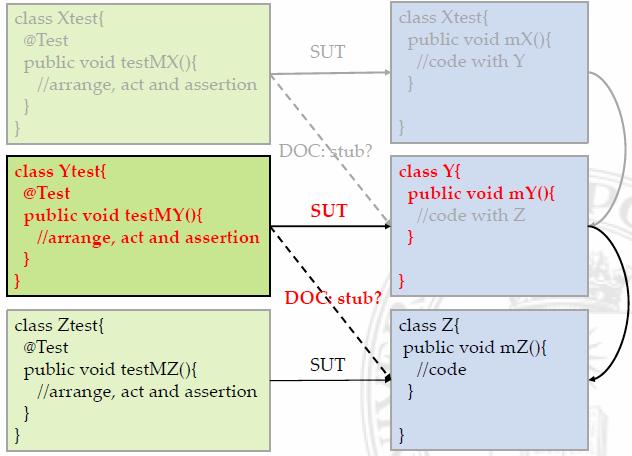 class Xtest{
@Test
public void testMX(){
//arrange, act and assertion
}
}
SUT
DOC: stub?
class Xtest{
public void mX(){
//code with Y
}
}
class Ytest{
@Test
public void testMY(){
//arrange, act and assertion
}
}
SUT
DOC: stub?
class Y{
public void mY(){
//code with Z
}
}
class Ztest{
@Test
public void testMZ(){
//arrange, act and assertion
}
}
SUT
class Z{
public void mZ(){
//code
}
}